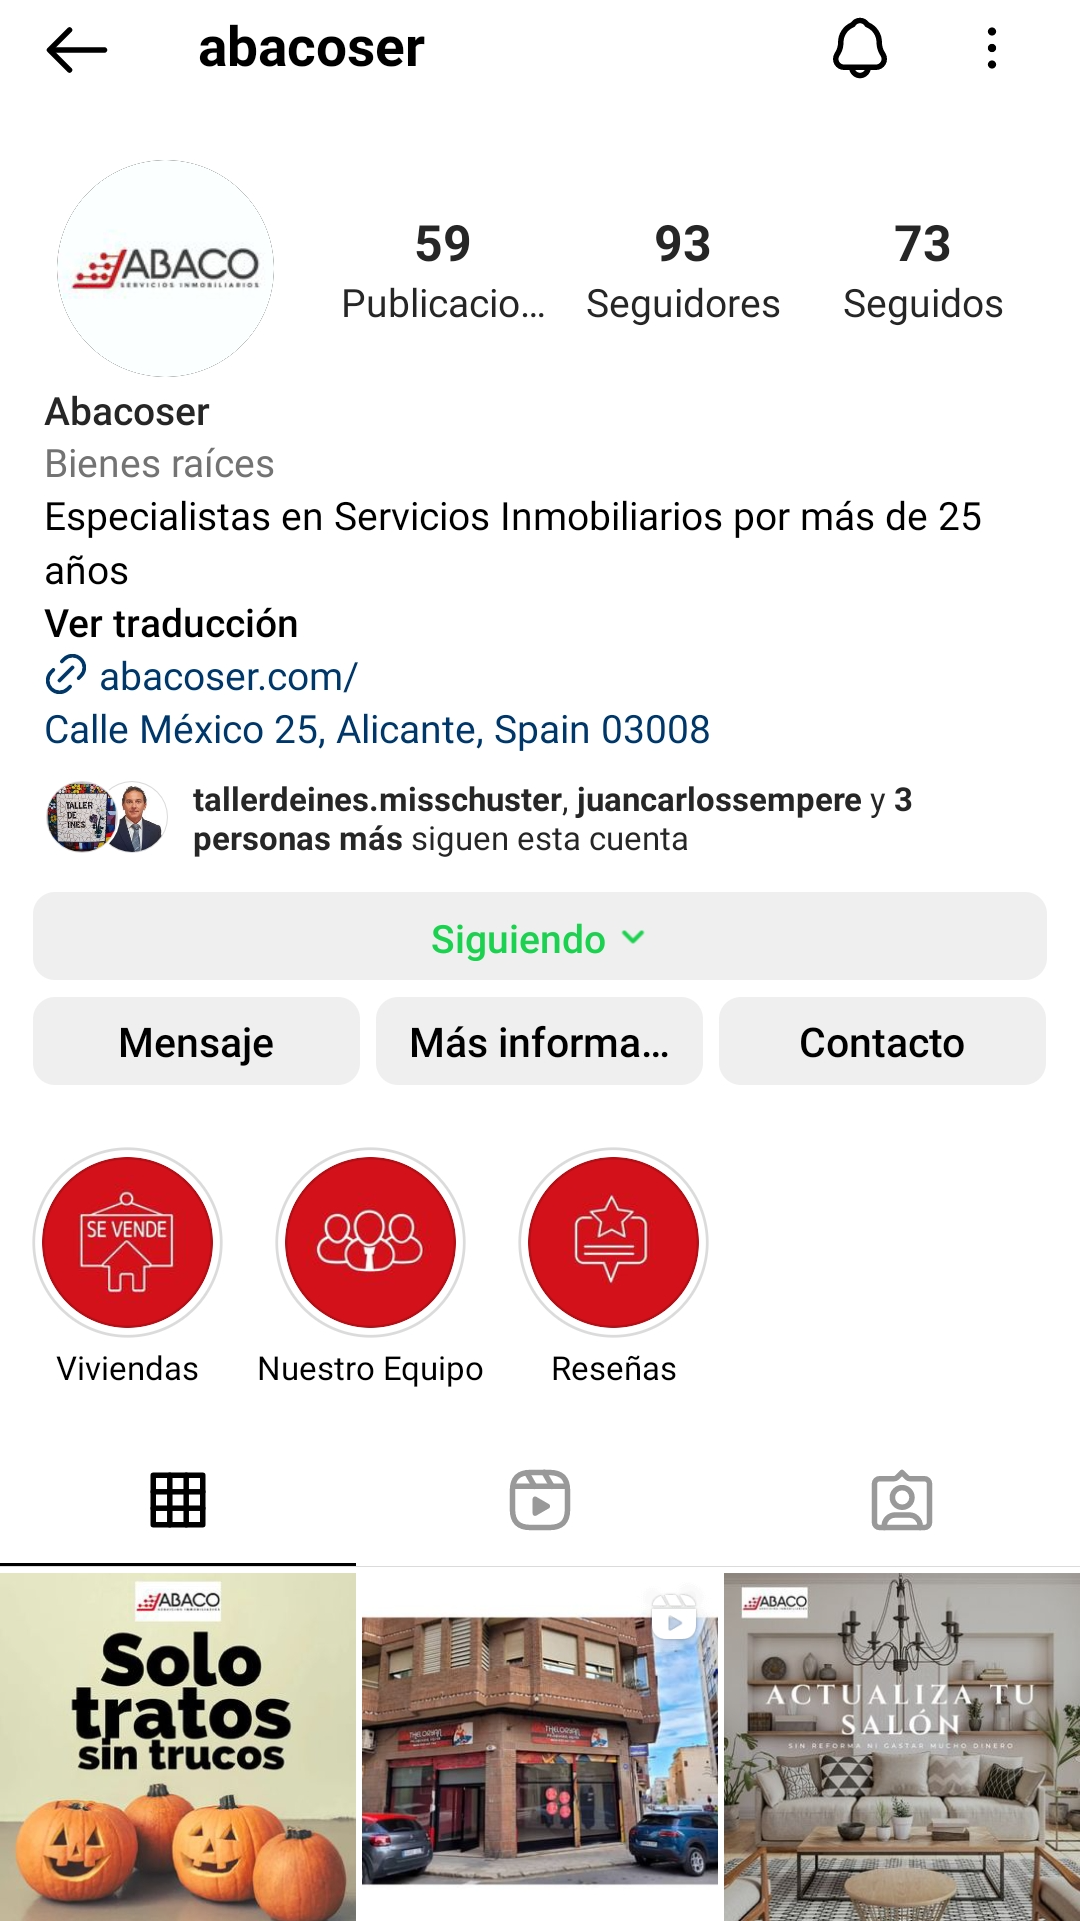 abacoser
ABACO
SERVICIOS INMOBILIARIOS
59
93
73
Publicacio...
Seguidores
Seguidos
Abacoser
Bienes raíces
Especialistas en Servicios Inmobiliarios por más de 25
años
Ver traducción
abacoser.com/
Calle México 25, Alicante, Spain 03008
TALLER
DE
INES
tallerdeines.misschuster, juancarlossempere y 3
personas más siguen esta cuenta
Siguiendo
Mensaje
Más informa...
Contacto
SE VENDE
Viviendas
Nuestro Equipo
Reseñas
ABACO
Solo
tratos
sin trucos
ABACO
ACTUALIZA TU
SALÓN
SIN REFORMA NI GASTAR MUCHO DINERO